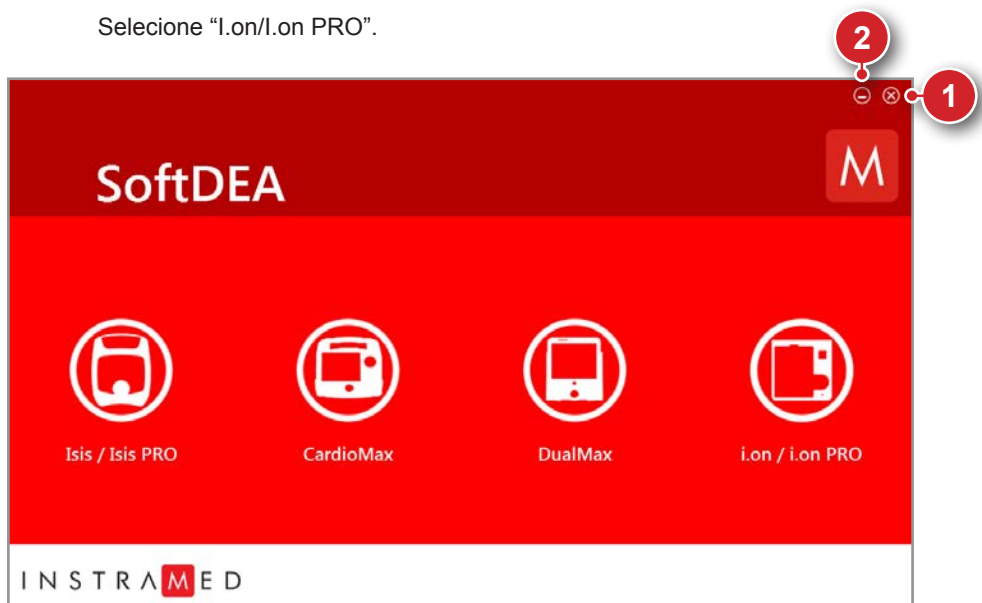 Selecione “I.on/I.on PRO”.
2
1
SoftDEA
M
Isis / Isis PRO
CardioMax
DualMax
i.on / i.on PRO
INSTRAMED